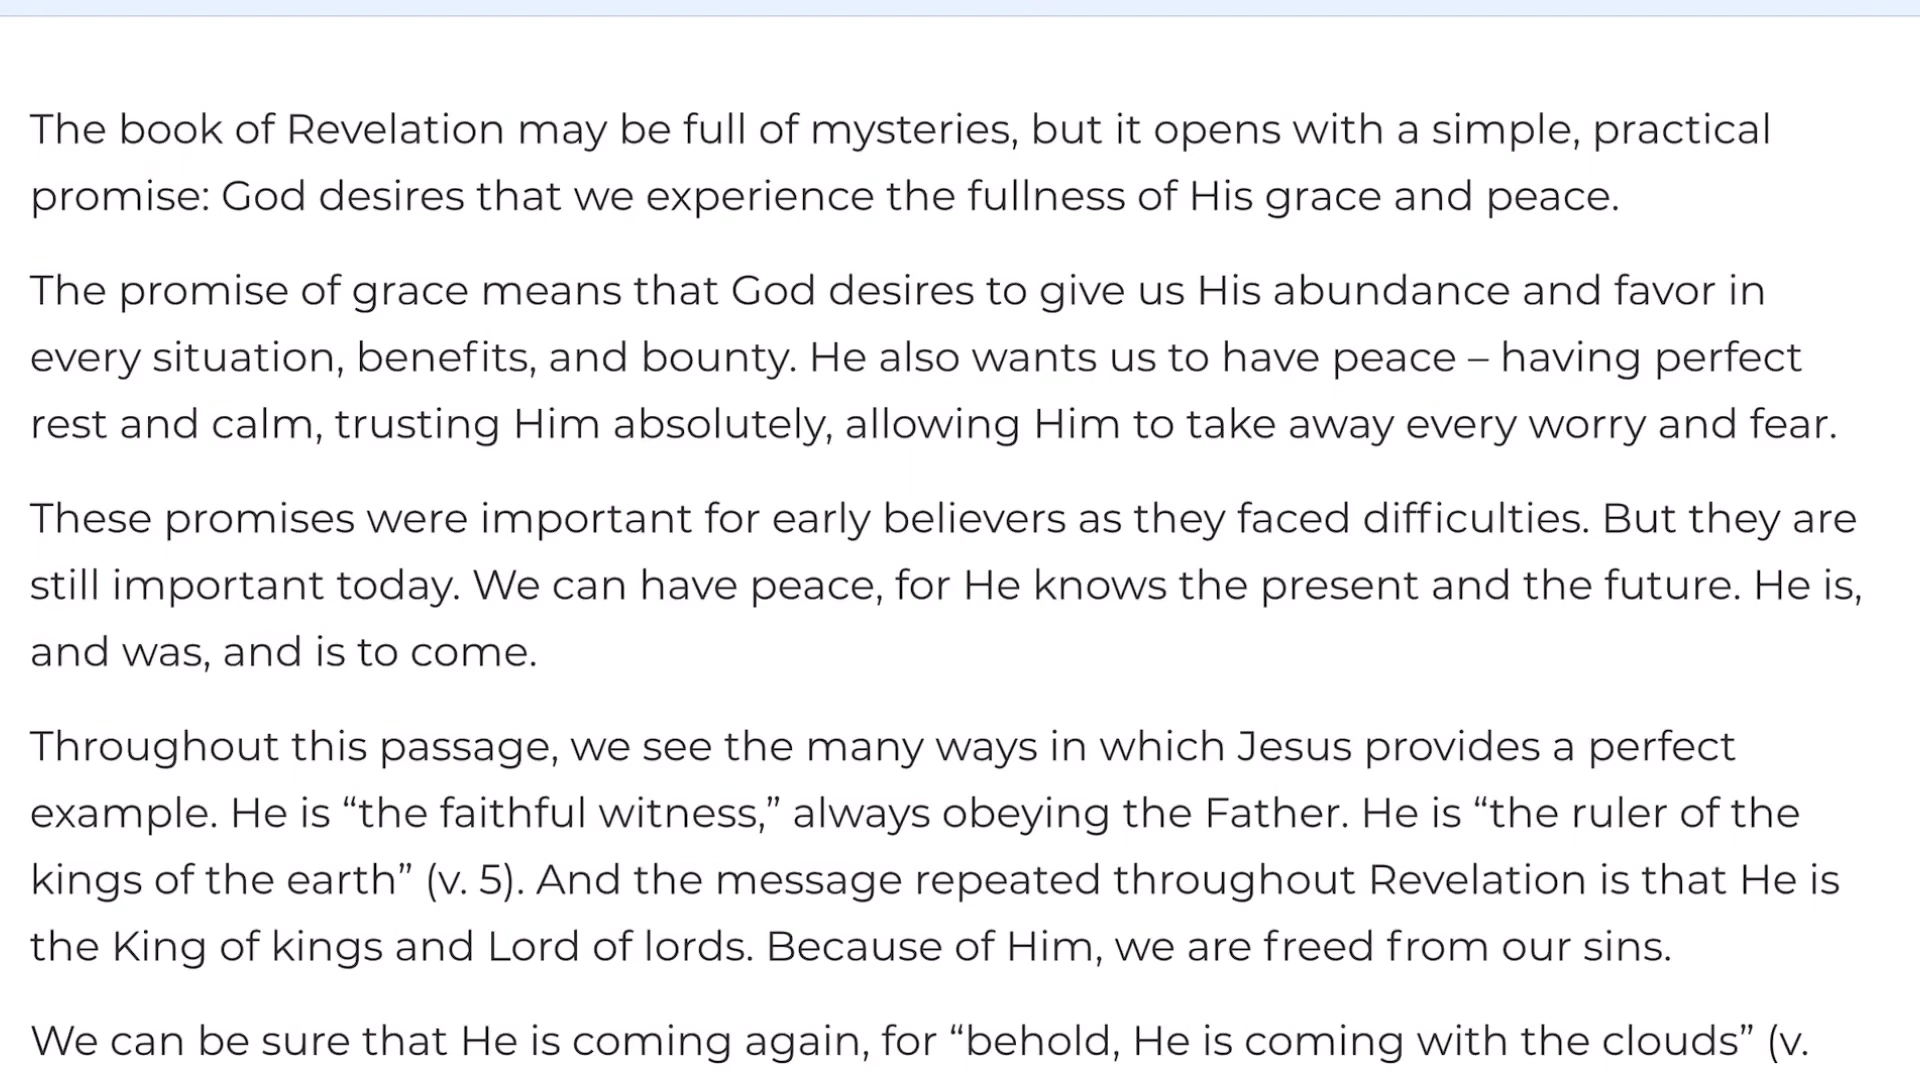 The book of Revelation may be full of mysteries, but it opens with a simple, practical
promise: God desires that we experience the fullness of His grace and peace.
The promise of grace means that God desires to give us His abundance and favor in
every situation, benefits, and bounty. He also wants us to have peace – having perfect
rest and calm, trusting Him absolutely, allowing Him to take away every worry and fear.
These promises were important for early believers as they faced difficulties. But they are
still important today. We can have peace, for He knows the present and the future. He is,
and was, and is to come.
Throughout this passage, we see the many ways in which Jesus provides a perfect
example. He is “the faithful witness,” always obeying the Father. He is “the ruler of the
kings of the earth” (v. 5). And the message repeated throughout Revelation is that He is
the King of kings and Lord of lords. Because of Him, we are freed from our sins.
We can be sure that He is coming again, for “behold, He is coming with the clouds” (v.